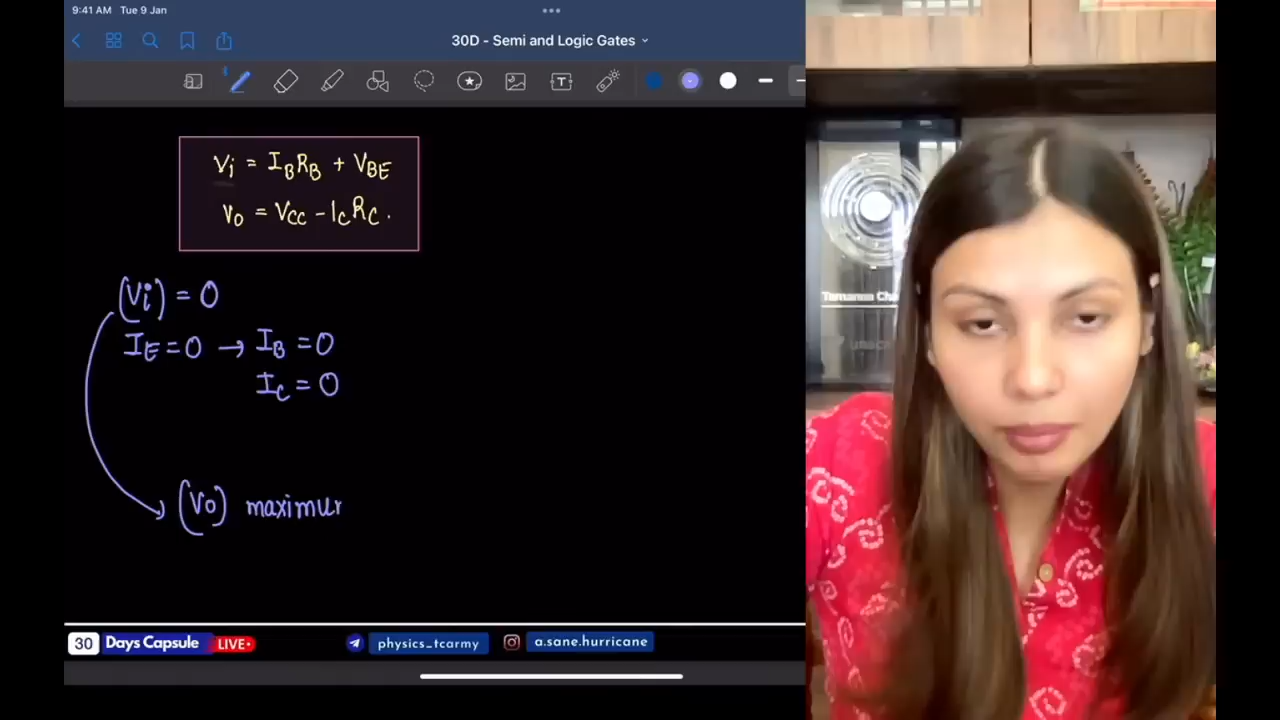 9:41 AM Tue 9 Jan
30D - Semi and Logic Gates
Vi = IBRB + VBE
V0 = VCC - ICRC.
(Vi) = 0
IE = 0 → IB = 0
IC = 0
(V0) maximur
30 Days Capsule LIVE
physics_tcarmy
a.sane.hurricane